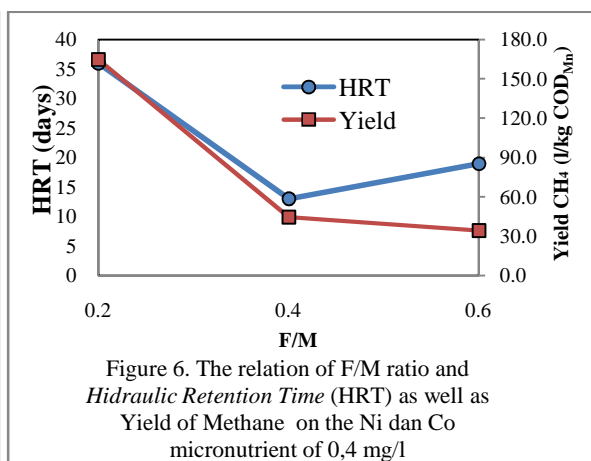 40
35
30
25
20
15
10
5
0
HRT (days)
180.0
150.0
120.0
90.0
60.0
30.0
0.0
Yield CH₄ (l/kg COD_Mn)
HRT
Yield
0.2
0.4
0.6
F/M
Figure 6. The relation of F/M ratio and
Hidraulic Retention Time (HRT) as well as
Yield of Methane on the Ni dan Co
micronutrient of 0,4 mg/l